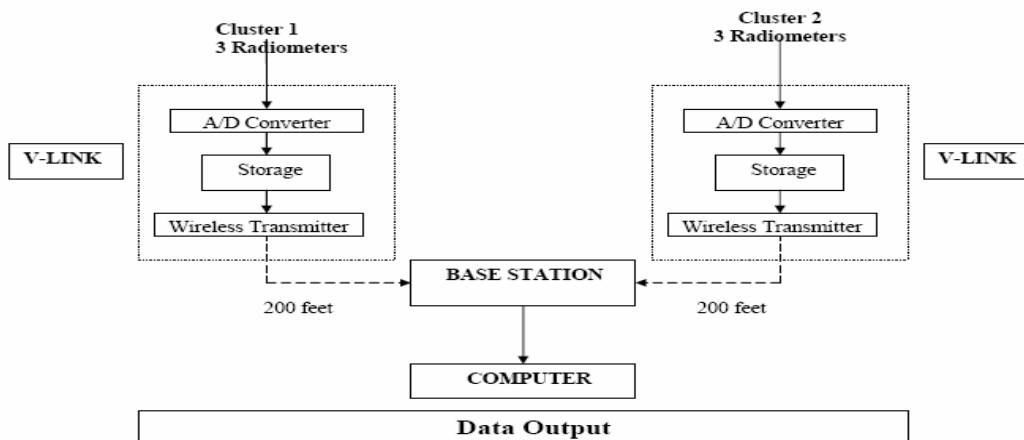 Cluster 1
3 Radiometers
Cluster 2
3 Radiometers
V-LINK
A/D Converter
Storage
Wireless Transmitter
A/D Converter
Storage
Wireless Transmitter
V-LINK
BASE STATION
200 feet
200 feet
COMPUTER
Data Output